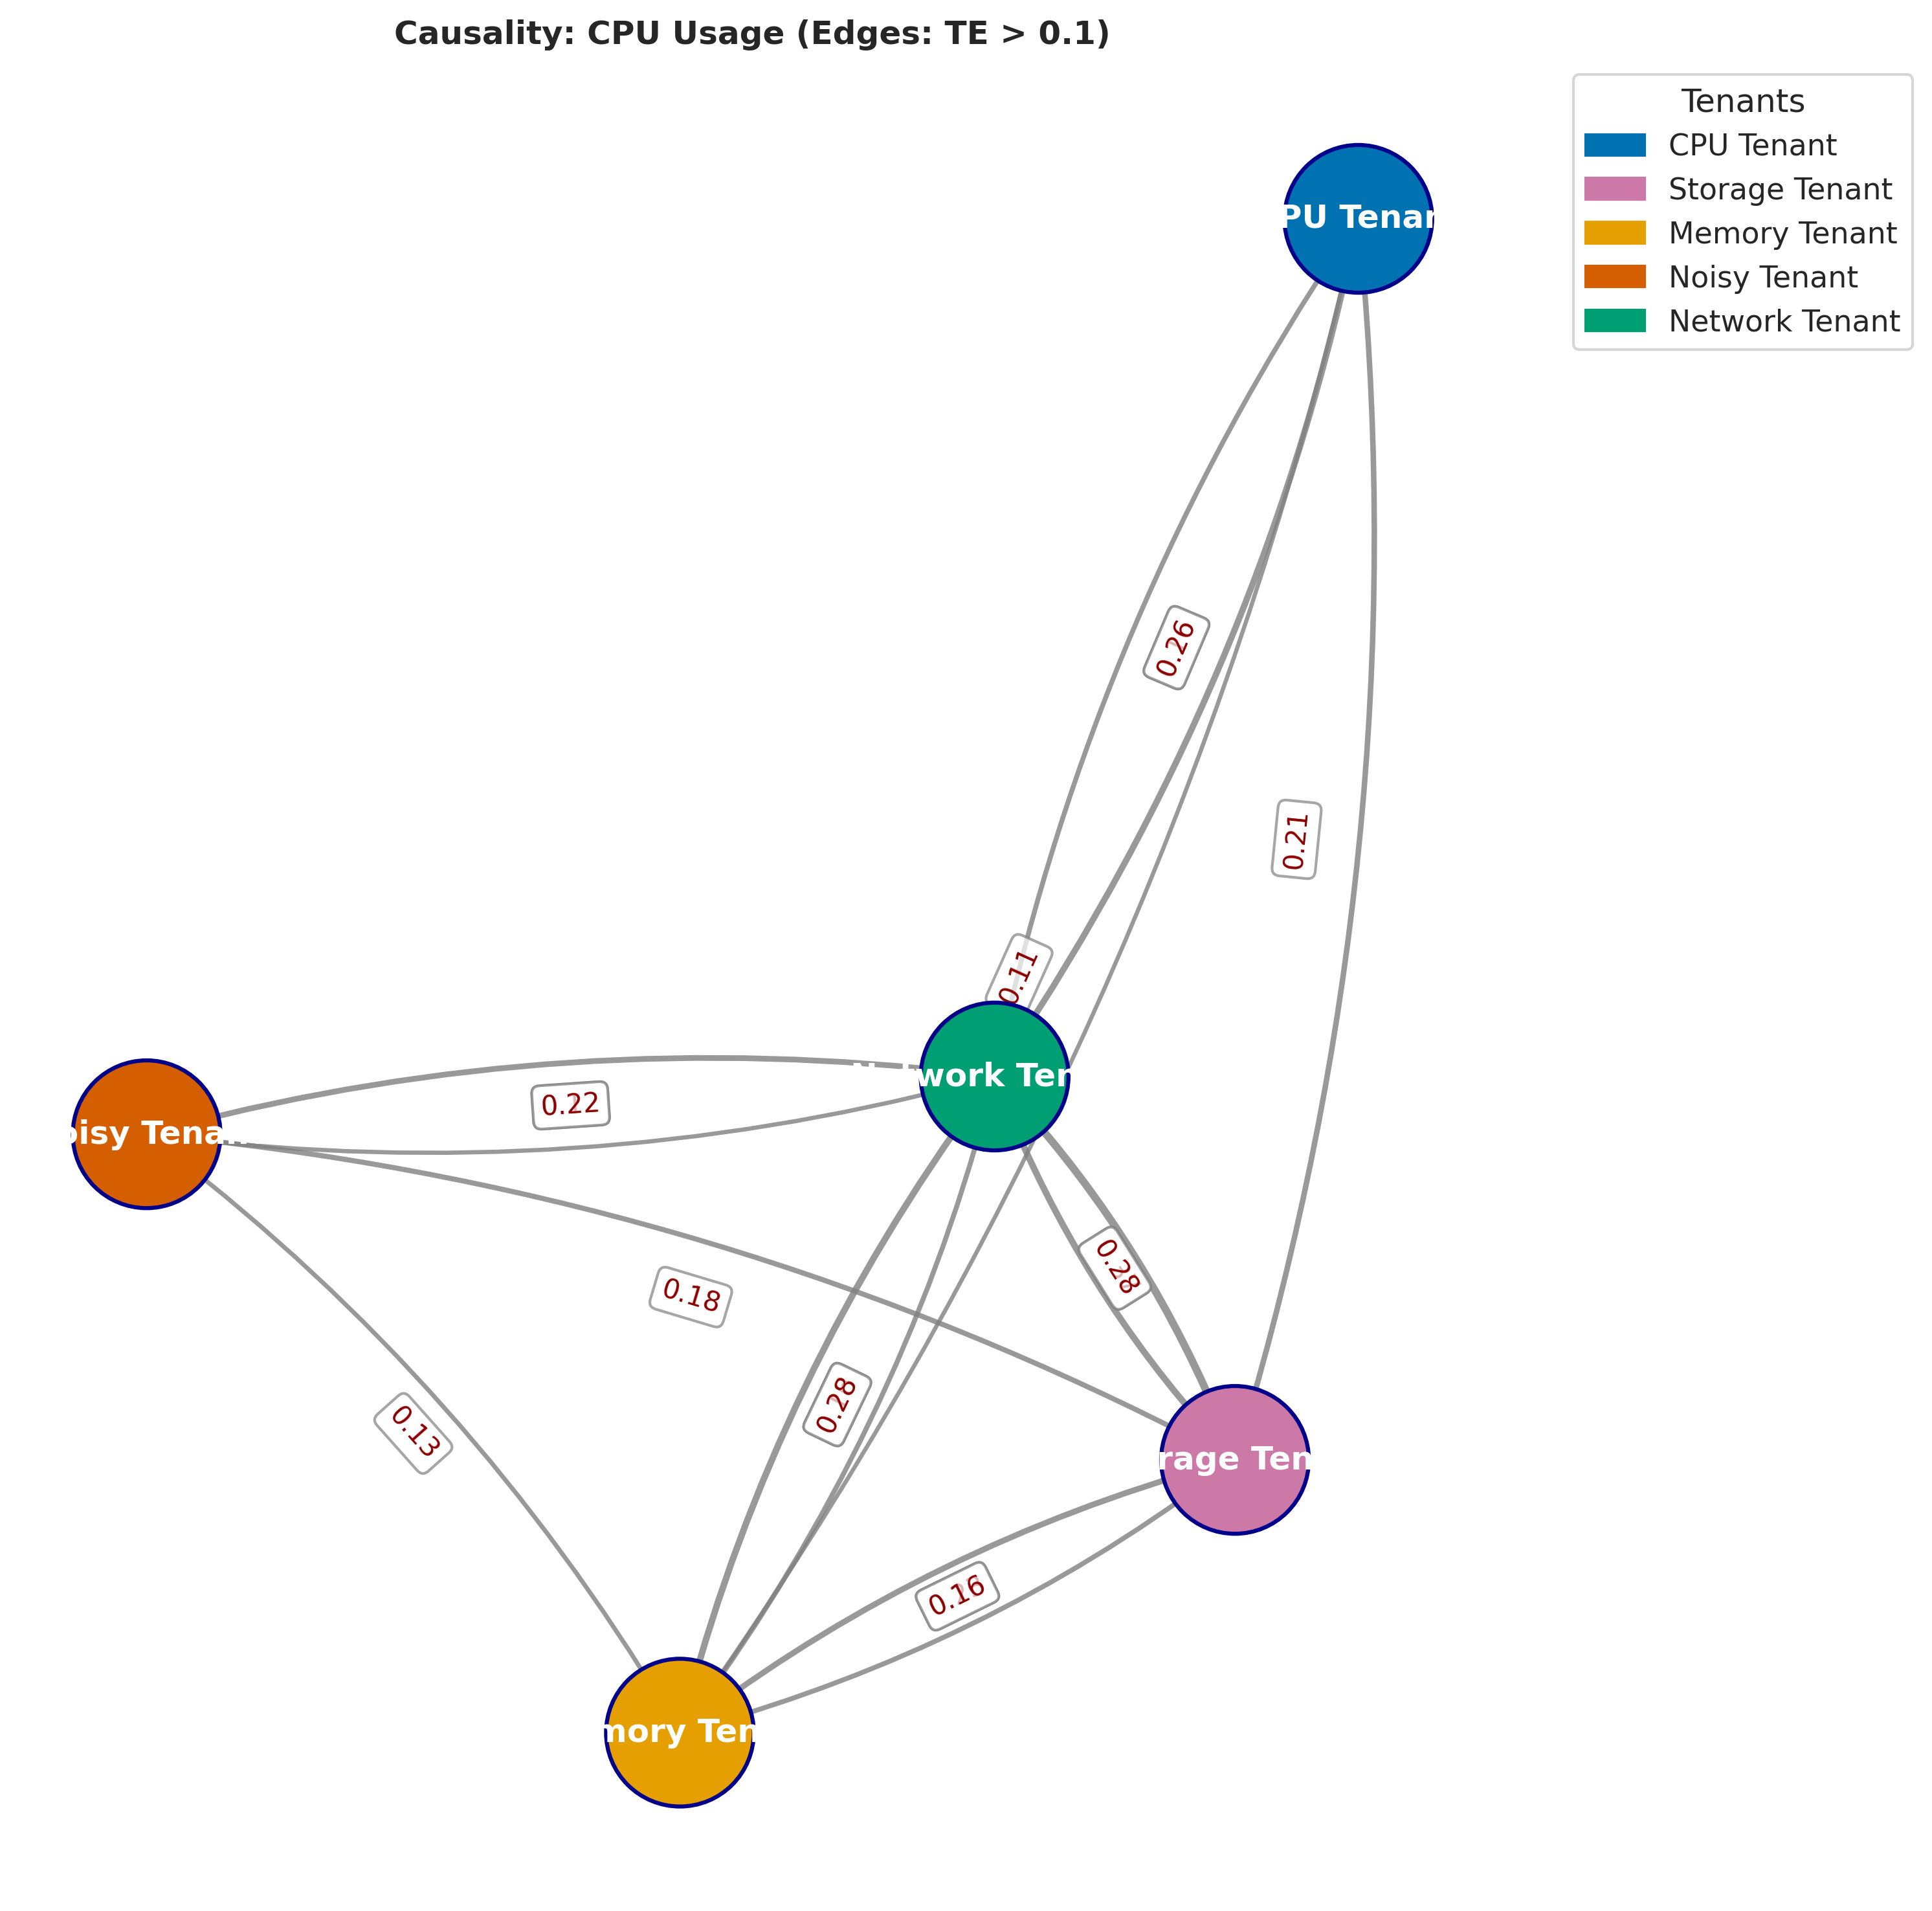 Causality: CPU Usage (Edges: TE > 0.1)
Tenants
CPU Tenant
Storage Tenant
Memory Tenant
Noisy Tenant
Network Tenant
PU Tenan
0.26
0.21
0.11
work Ten
0.22
oisy Tena
0.28
0.18
0.28
0.13
rage Ten
0.16
mory Ten